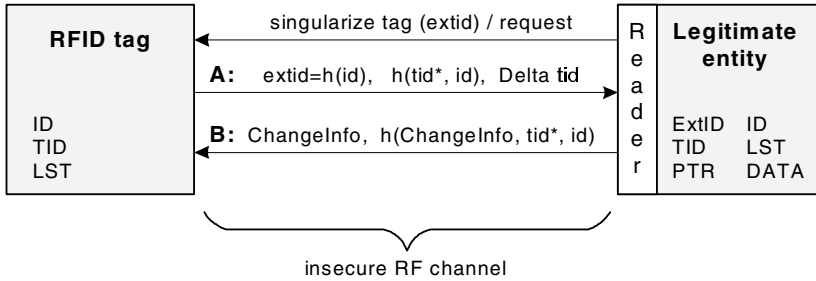 singularize tag (extid) / request
RFID tag
A: extid=h(id), h(tid*, id), Delta tid
ID
TID
LST
B: ChangeInfo, h(ChangeInfo, tid*, id)
Reader
Legitimate
entity
ExtID ID
TID LST
PTR DATA
insecure RF channel